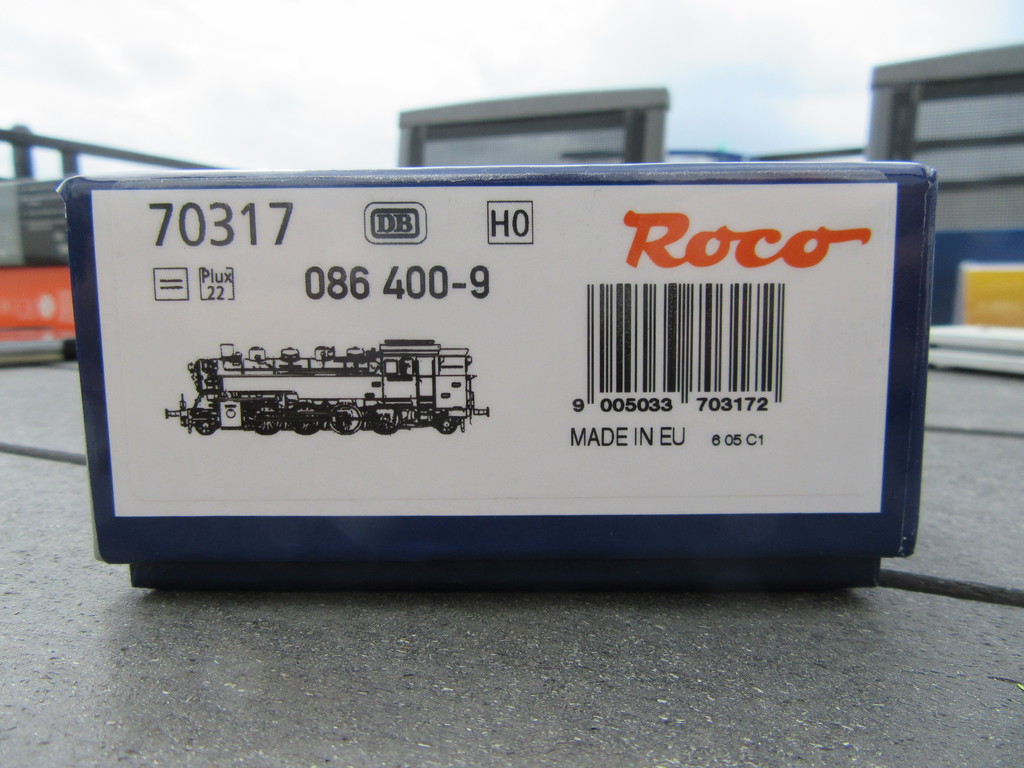 70317
DB
H0
Roco
Plux
22
086 400-9
9 005033 703172
MADE IN EU 6 05 C1